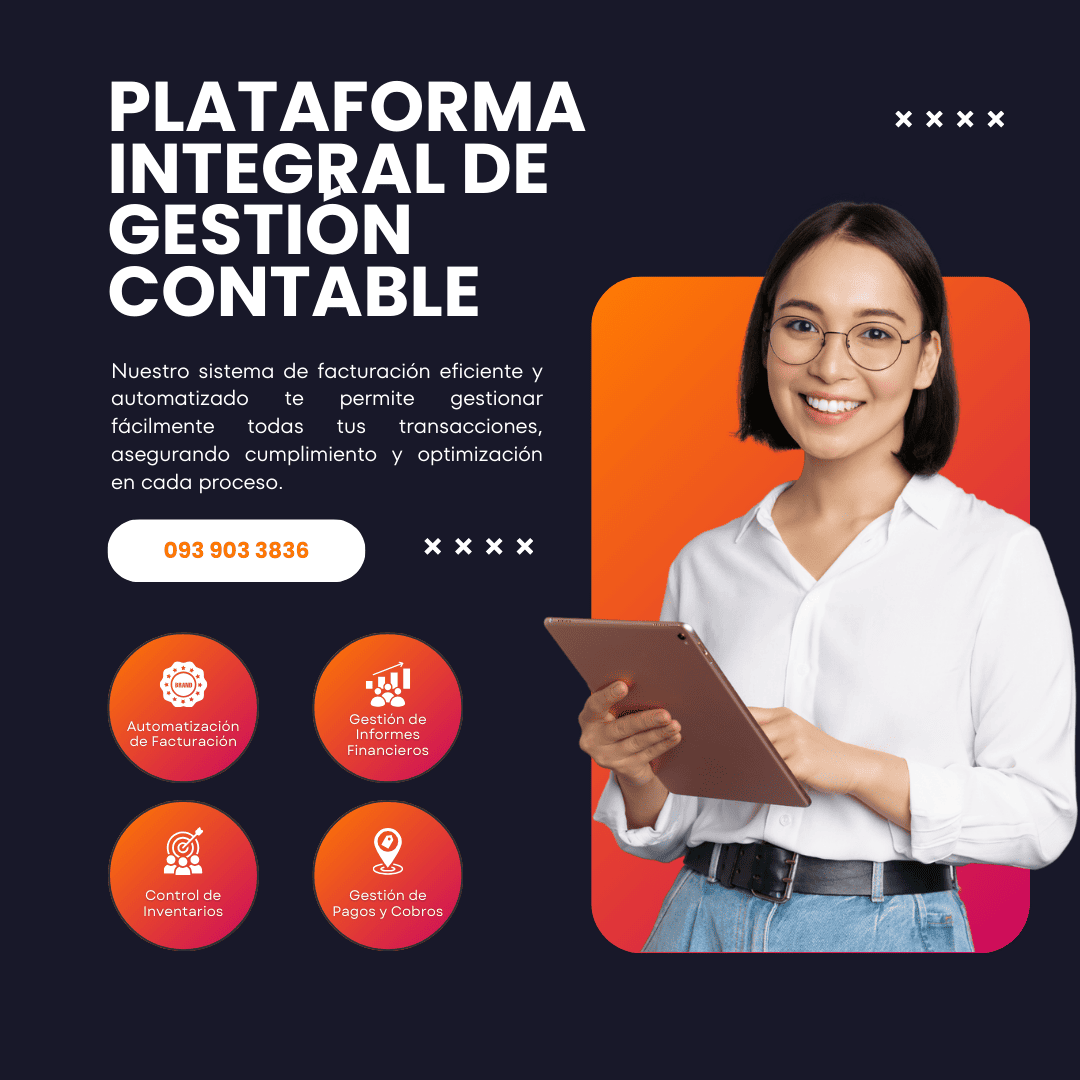 PLATAFORMA
INTEGRAL DE
GESTIÓN
CONTABLE
Nuestro sistema de facturación eficiente y
automatizado te permite gestionar
fácilmente todas tus transacciones,
asegurando cumplimiento y optimización
en cada proceso.
093 903 3836
BRAND
Automatización
de Facturación
Gestión de
Informes
Financieros
Control de
Inventarios
Gestión de
Pagos y Cobros